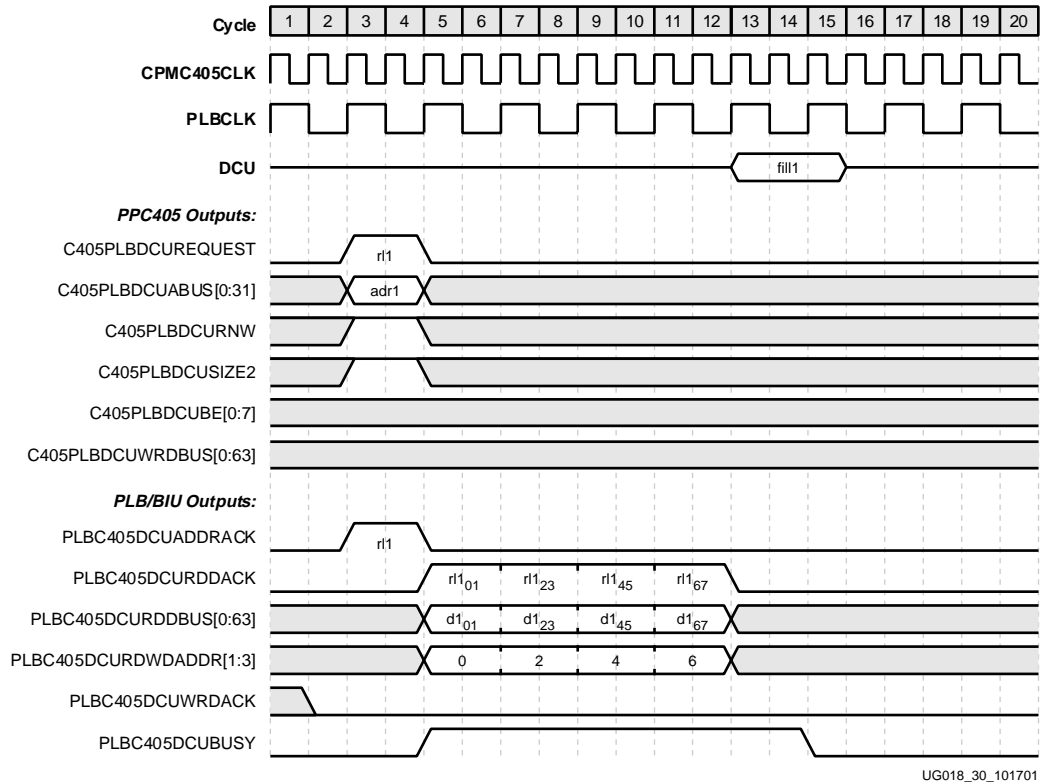 Cycle 1 2 3 4 5 6 7 8 9 10 11 12 13 14 15 16 17 18 19 20
CPMC405CLK
PLBCLK
DCU fill1
PPC405 Outputs:
C405PLBDCUREQUEST rl1
C405PLBDCUABUS[0:31] adr1
C405PLBDCURNW
C405PLBDCUSIZE2
C405PLBDCUBE[0:7]
C405PLBDCUWRDBUS[0:63]
PLB/BIU Outputs:
PLBC405DCUADDRACK rl1
PLBC405DCURDDACK rl101 rl123 rl145 rl167
PLBC405DCURDDBUS[0:63] d101 d123 d145 d167
PLBC405DCURDWDADDR[1:3] 0 2 4 6
PLBC405DCUWRDACK
PLBC405DCUBUSY
UG018_30_101701